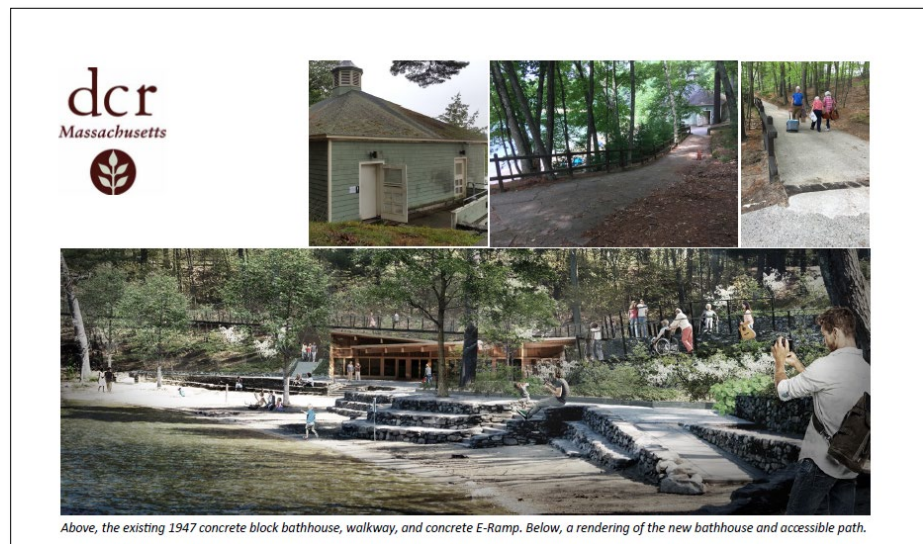 dcr
Massachusetts
Above, the existing 1947 concrete block bathhouse, walkway, and concrete E-Ramp. Below, a rendering of the new bathhouse and accessible path.